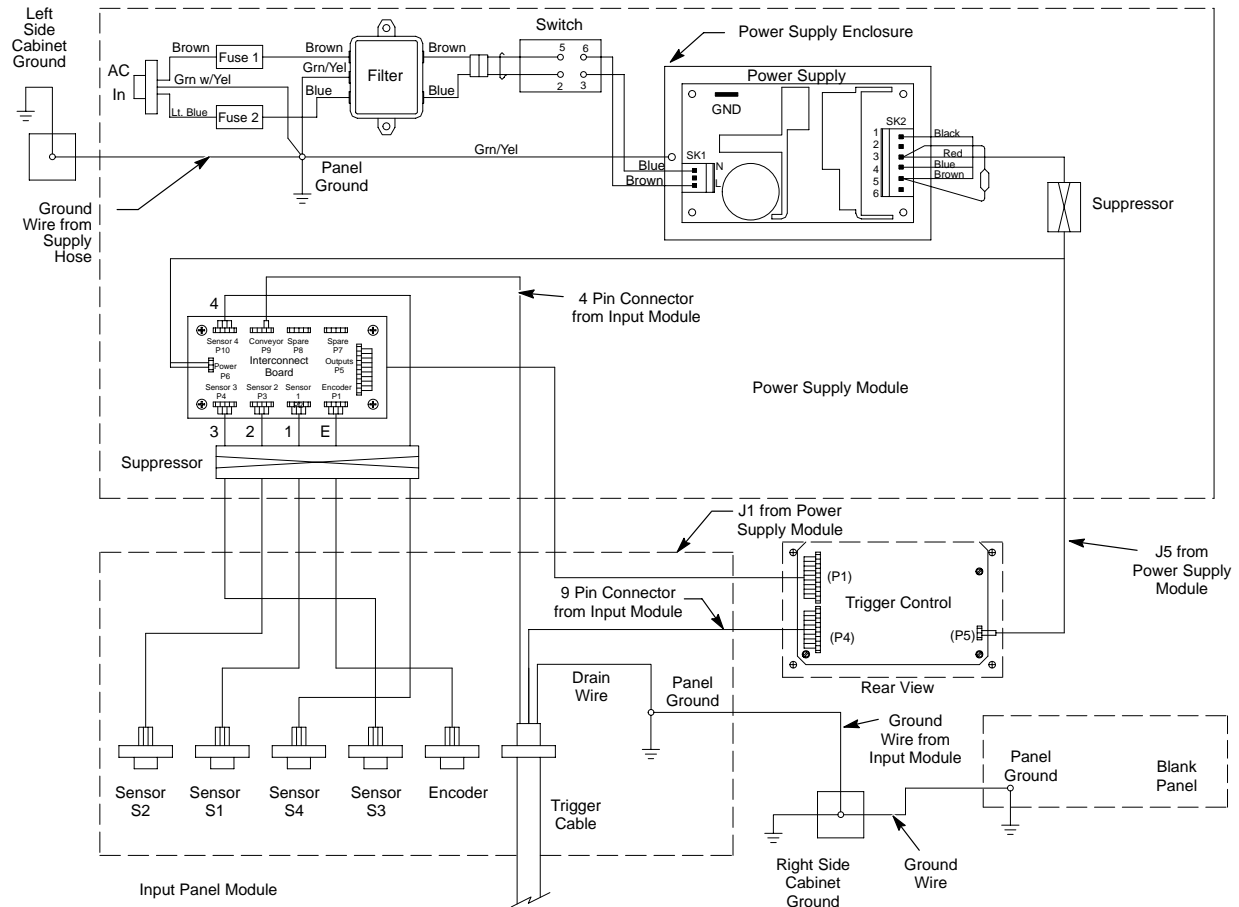 Left
Side
Cabinet
Ground
AC
In
Brown
Fuse 1
Grn w/Yel
Lt. Blue
Fuse 2
Brown
Grn/Yel
Blue
Filter
Brown
Blue
Switch
5 6
2 3
Power Supply Enclosure
Power Supply
GND
SK1
N
L
SK2
1
2
3
4
5
6
Black
Red
Blue
Brown
Grn/Yel
Blue
Brown
Panel
Ground
Suppressor
Ground
Wire from
Supply
Hose
4 Pin Connector
from Input Module
4
Sensor 4
P10
Conveyor
P9
Spare
P8
Spare
P7
Power
P6
Interconnect
Board
Outputs
P5
Sensor 3
P4
Sensor 2
P3
Sensor
1
Encoder
P1
3 2 1 E
Suppressor
Power Supply Module
J1 from Power
Supply Module
J5 from
Power Supply
Module
9 Pin Connector
from Input Module
(P1)
Trigger Control
(P4)
(P5)
Rear View
Drain
Wire
Panel
Ground
Ground
Wire from
Input Module
Panel
Ground
Blank
Panel
Sensor
S2
Sensor
S1
Sensor
S4
Sensor
S3
Encoder
Trigger
Cable
Right Side
Cabinet
Ground
Ground
Wire
Input Panel Module